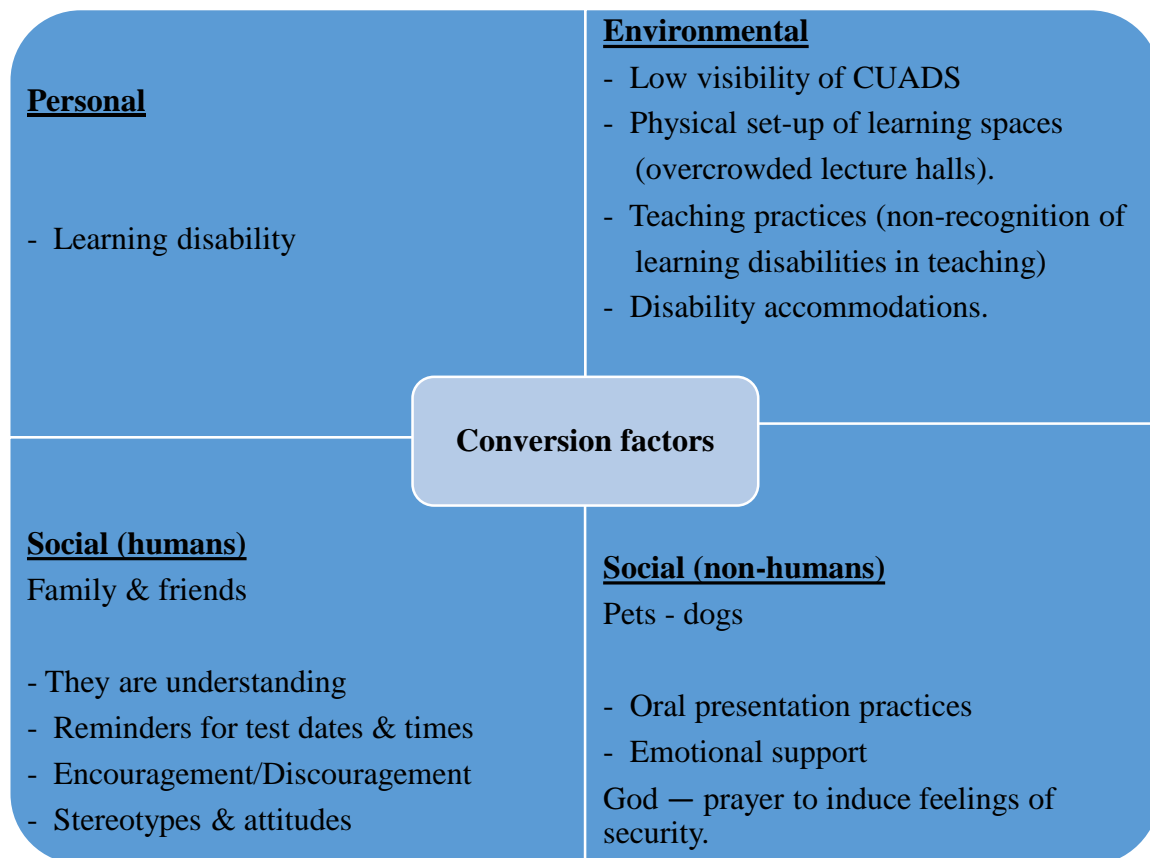 Personal
- Learning disability
Environmental
- Low visibility of CUADS
- Physical set-up of learning spaces
(overcrowded lecture halls).
- Teaching practices (non-recognition of
learning disabilities in teaching)
- Disability accommodations.
Conversion factors
Social (humans)
Family & friends
- They are understanding
- Reminders for test dates & times
- Encouragement/Discouragement
- Stereotypes & attitudes
Social (non-humans)
Pets - dogs
- Oral presentation practices
- Emotional support
God — prayer to induce feelings of
security.